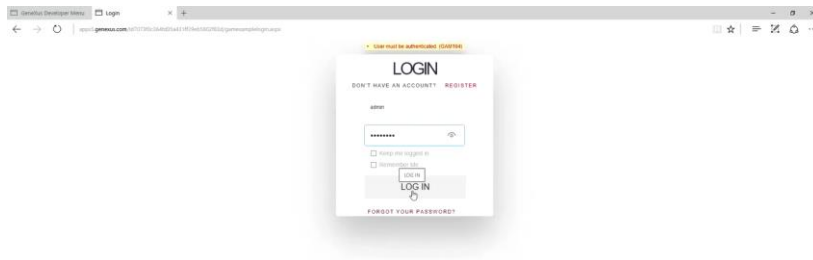 GeneXus Developer Menu
Login
User must be authenticated (GAM104)
LOGIN
DON'T HAVE AN ACCOUNT? REGISTER
admin
Keep me logged in
Remember Me
LOG IN
LOG IN
FORGOT YOUR PASSWORD?